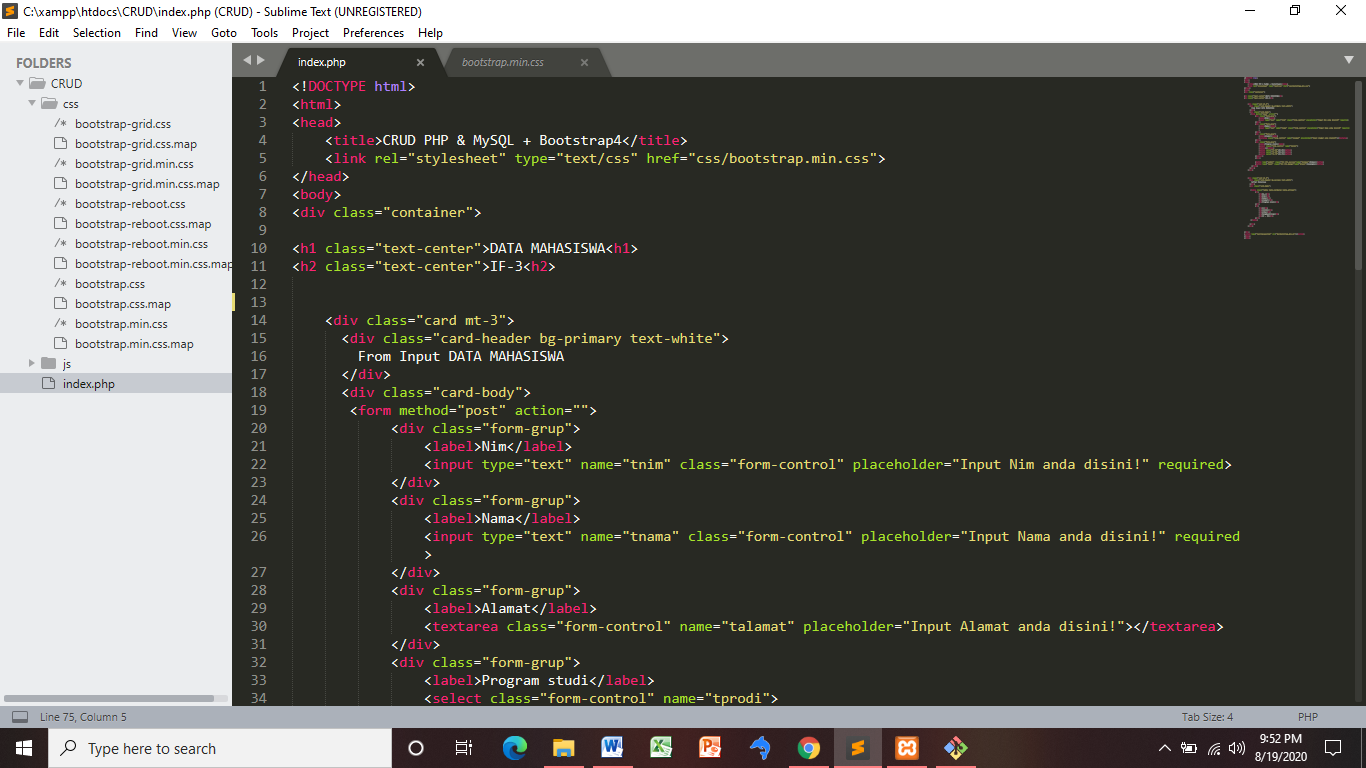 C:\xampp\htdocs\CRUD\index.php (CRUD) - Sublime Text (UNREGISTERED)
File Edit Selection Find View Goto Tools Project Preferences Help
FOLDERS
CRUD
css
/* bootstrap-grid.css
bootstrap-grid.css.map
/* bootstrap-grid.min.css
bootstrap-grid.min.css.map
/* bootstrap-reboot.css
bootstrap-reboot.css.map
/* bootstrap-reboot.min.css
bootstrap-reboot.min.css.map
/* bootstrap.css
bootstrap.css.map
/* bootstrap.min.css
bootstrap.min.css.map
js
index.php
index.php bootstrap.min.css
1 <!DOCTYPE html>
2 <html>
3 <head>
4 <title>CRUD PHP & MySQL + Bootstrap4</title>
5 <link rel="stylesheet" type="text/css" href="css/bootstrap.min.css">
6 </head>
7 <body>
8 <div class="container">
9
10 <h1 class="text-center">DATA MAHASISWA<h1>
11 <h2 class="text-center">IF-3<h2>
12
13
14 <div class="card mt-3">
15 <div class="card-header bg-primary text-white">
16 From Input DATA MAHASISWA
17 </div>
18 <div class="card-body">
19 <form method="post" action="">
20 <div class="form-grup">
21 <label>Nim</label>
22 <input type="text" name="tnim" class="form-control" placeholder="Input Nim anda disini!" required>
23 </div>
24 <div class="form-grup">
25 <label>Nama</label>
26 <input type="text" name="tnama" class="form-control" placeholder="Input Nama anda disini!" required
>
27 </div>
28 <div class="form-grup">
29 <label>Alamat</label>
30 <textarea class="form-control" name="talamat" placeholder="Input Alamat anda disini!"></textarea>
31 </div>
32 <div class="form-grup">
33 <label>Program studi</label>
34 <select class="form-control" name="tprodi">
Line 75, Column 5
Tab Size: 4
PHP
Type here to search
9:52 PM
8/19/2020